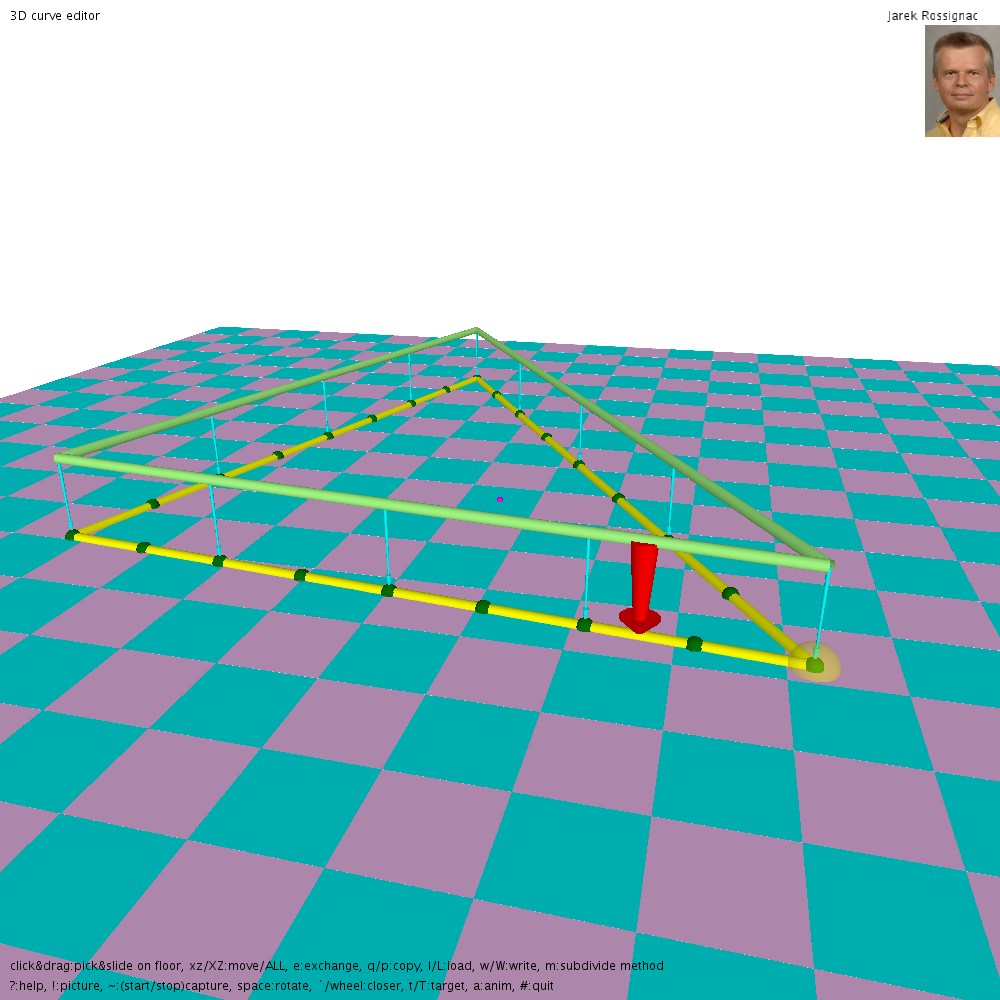 3D curve editor
Jarek Rossignac
click&drag:pick&slide on floor, xz/XZ:move/ALL, e:exchange, q/p:copy, l/L:load, w/W:write, m:subdivide method
?:help, !:picture, ~:(start/stop)capture, space:rotate, `/wheel:closer, t/T:target, a:anim, #:quit